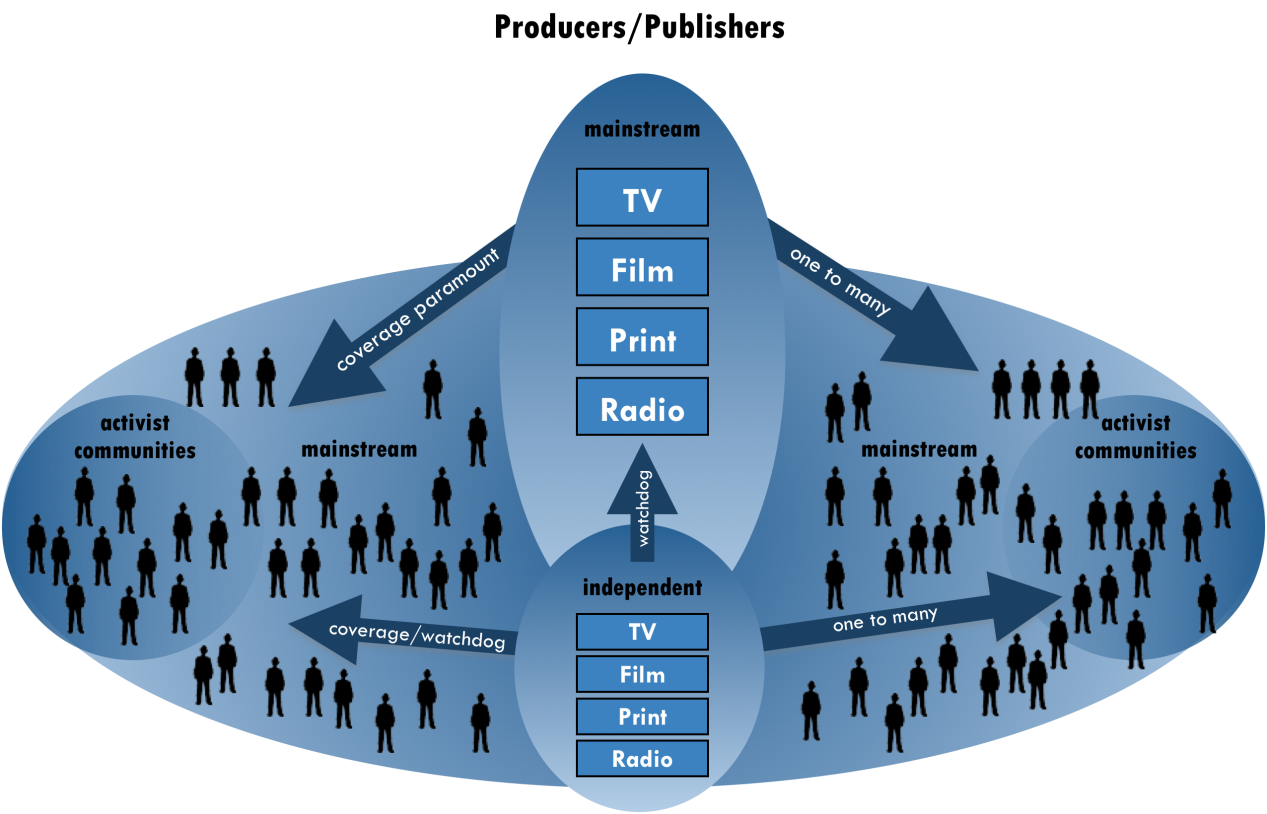 Producers/Publishers
mainstream
TV
Film
Print
Radio
coverage paramount
one to many
activist
communities
mainstream
mainstream
activist
communities
watchdog
independent
TV
Film
Print
Radio
coverage/watchdog
one to many